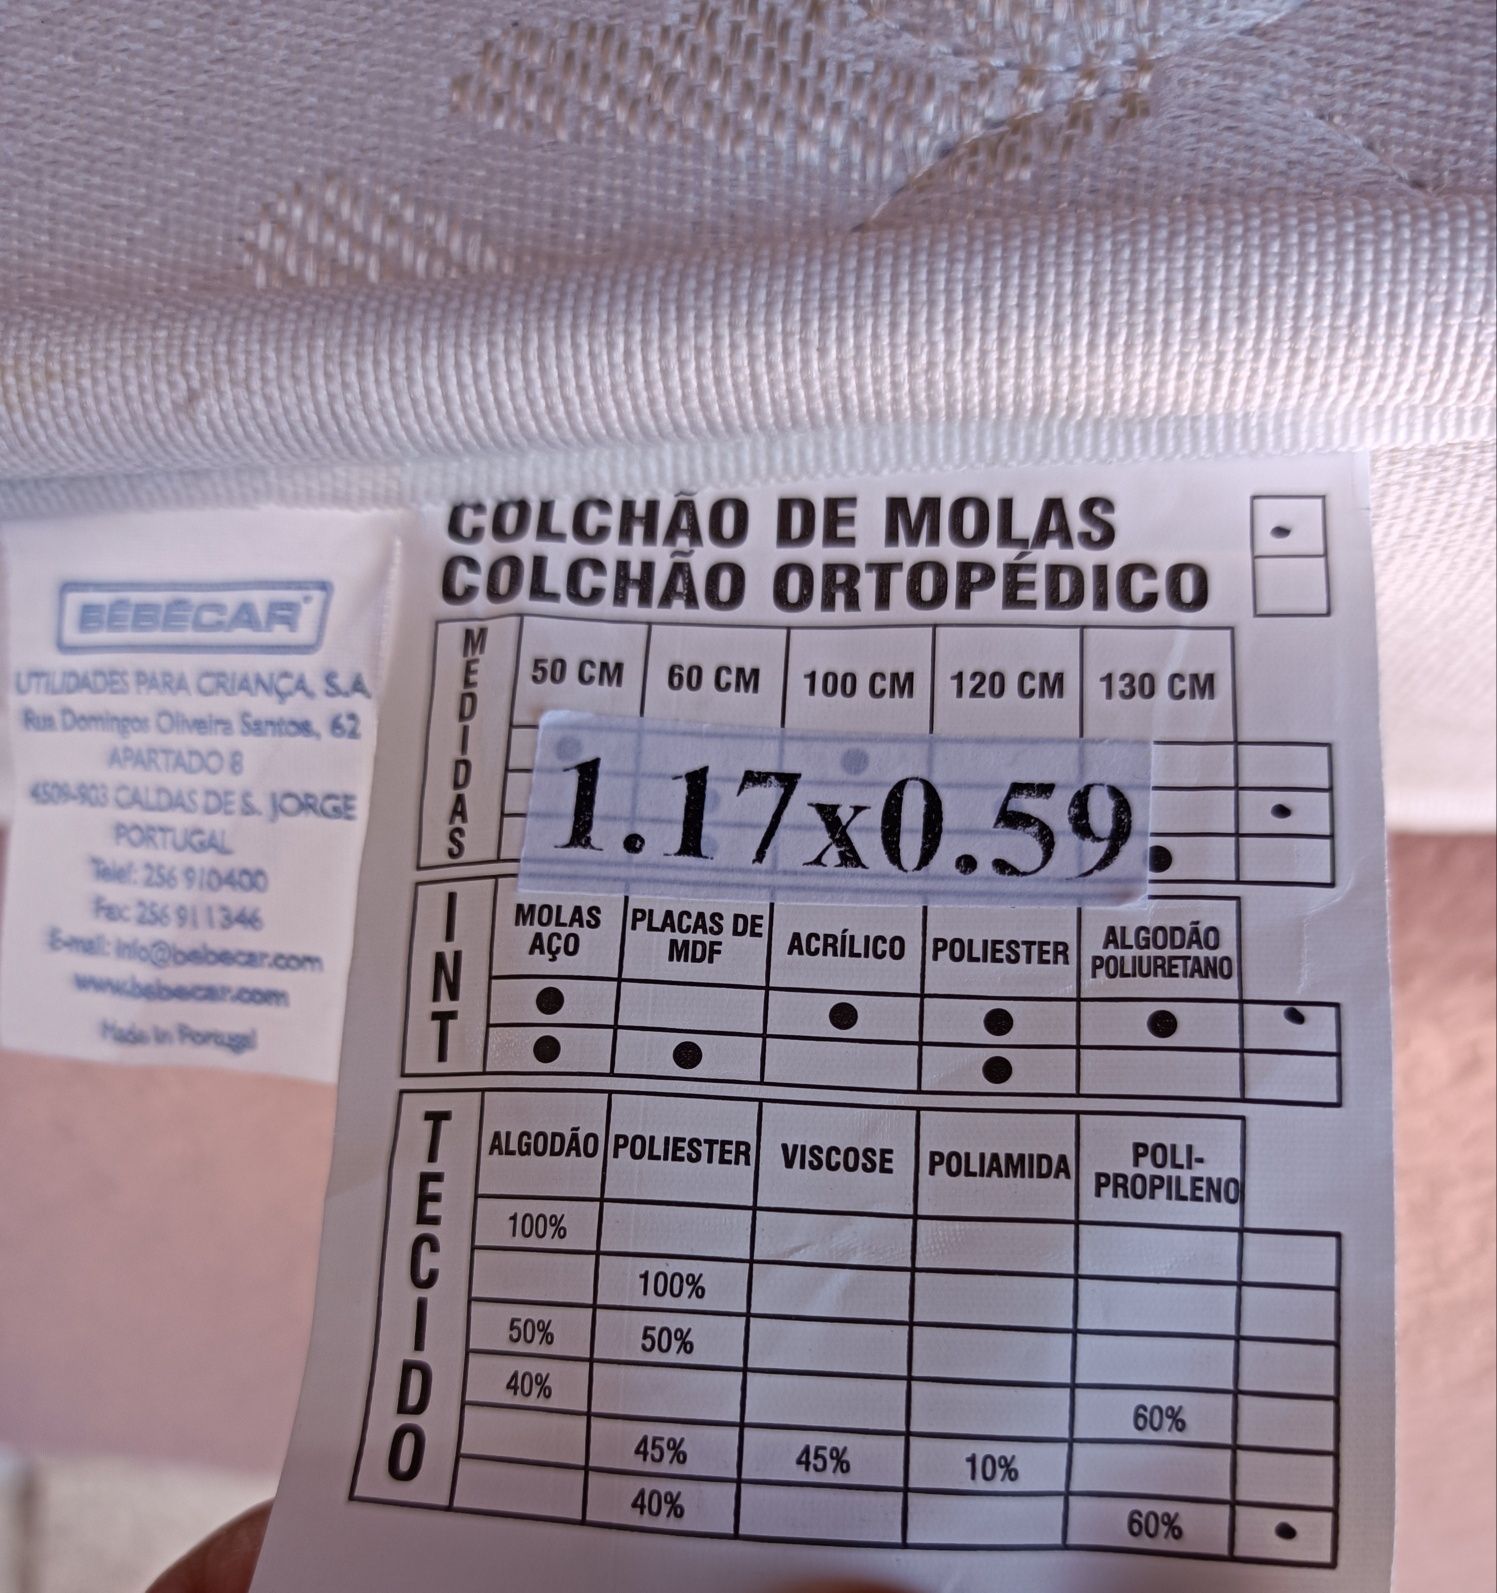 BÉBÉCAR®
UTILIDADES PARA CRIANÇA, S.A.
Rua Domingos Oliveira Santos, 62
APARTADO 8
4509-903 CALDAS DE S. JORGE
PORTUGAL
Telef: 256 910400
Fax: 256 911346
E-mail: info@bebecar.com
www.bebecar.com
Made in Portugal
COLCHÃO DE MOLAS
COLCHÃO ORTOPÉDICO
MEDIDAS
50 CM 60 CM 100 CM 120 CM 130 CM
1.17x0.59
INT
MOLAS AÇO PLACAS DE MDF ACRÍLICO POLIESTER ALGODÃO POLIURETANO
TECIDO
ALGODÃO POLIESTER VISCOSE POLIAMIDA POLI-PROPILENO
100%
100%
50% 50%
40% 60%
45% 45% 10%
40% 60%